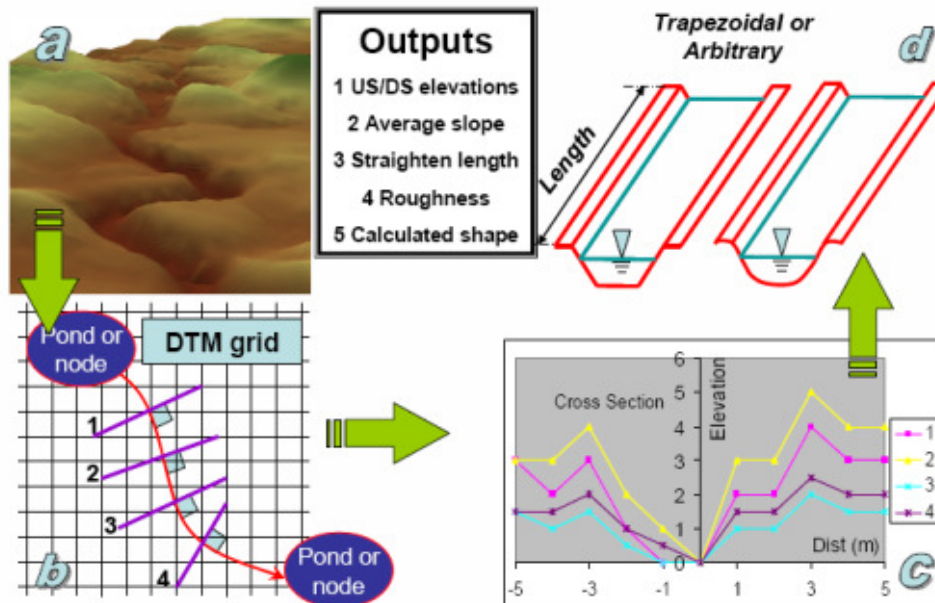 a
Outputs
1 US/DS elevations
2 Average slope
3 Straighten length
4 Roughness
5 Calculated shape
Trapezoidal or
Arbitrary
d
Length
Pond or
node
DTM grid
1
2
3
4
b
Pond or
node
Cross Section
Elevation
6
5
4
3
2
1
0
-5
-3
-1
1
3
5
Dist (m)
1
2
3
4
c